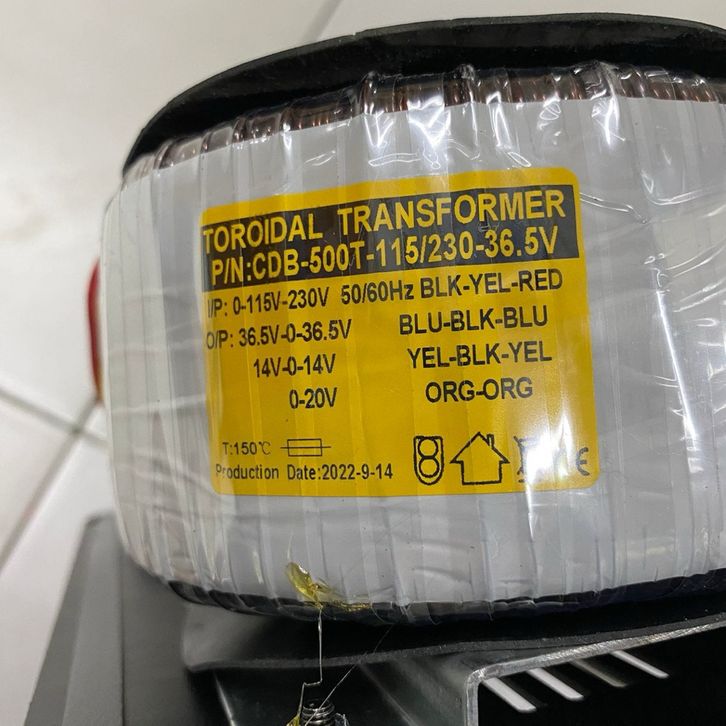 TOROIDAL TRANSFORMER
P/N:CDB-500T-115/230-36.5V
I/P: 0-115V-230V 50/60Hz BLK-YEL-RED
O/P: 36.5V-0-36.5V BLU-BLK-BLU
14V-0-14V YEL-BLK-YEL
0-20V ORG-ORG
T:150℃
Production Date:2022-9-14
CE